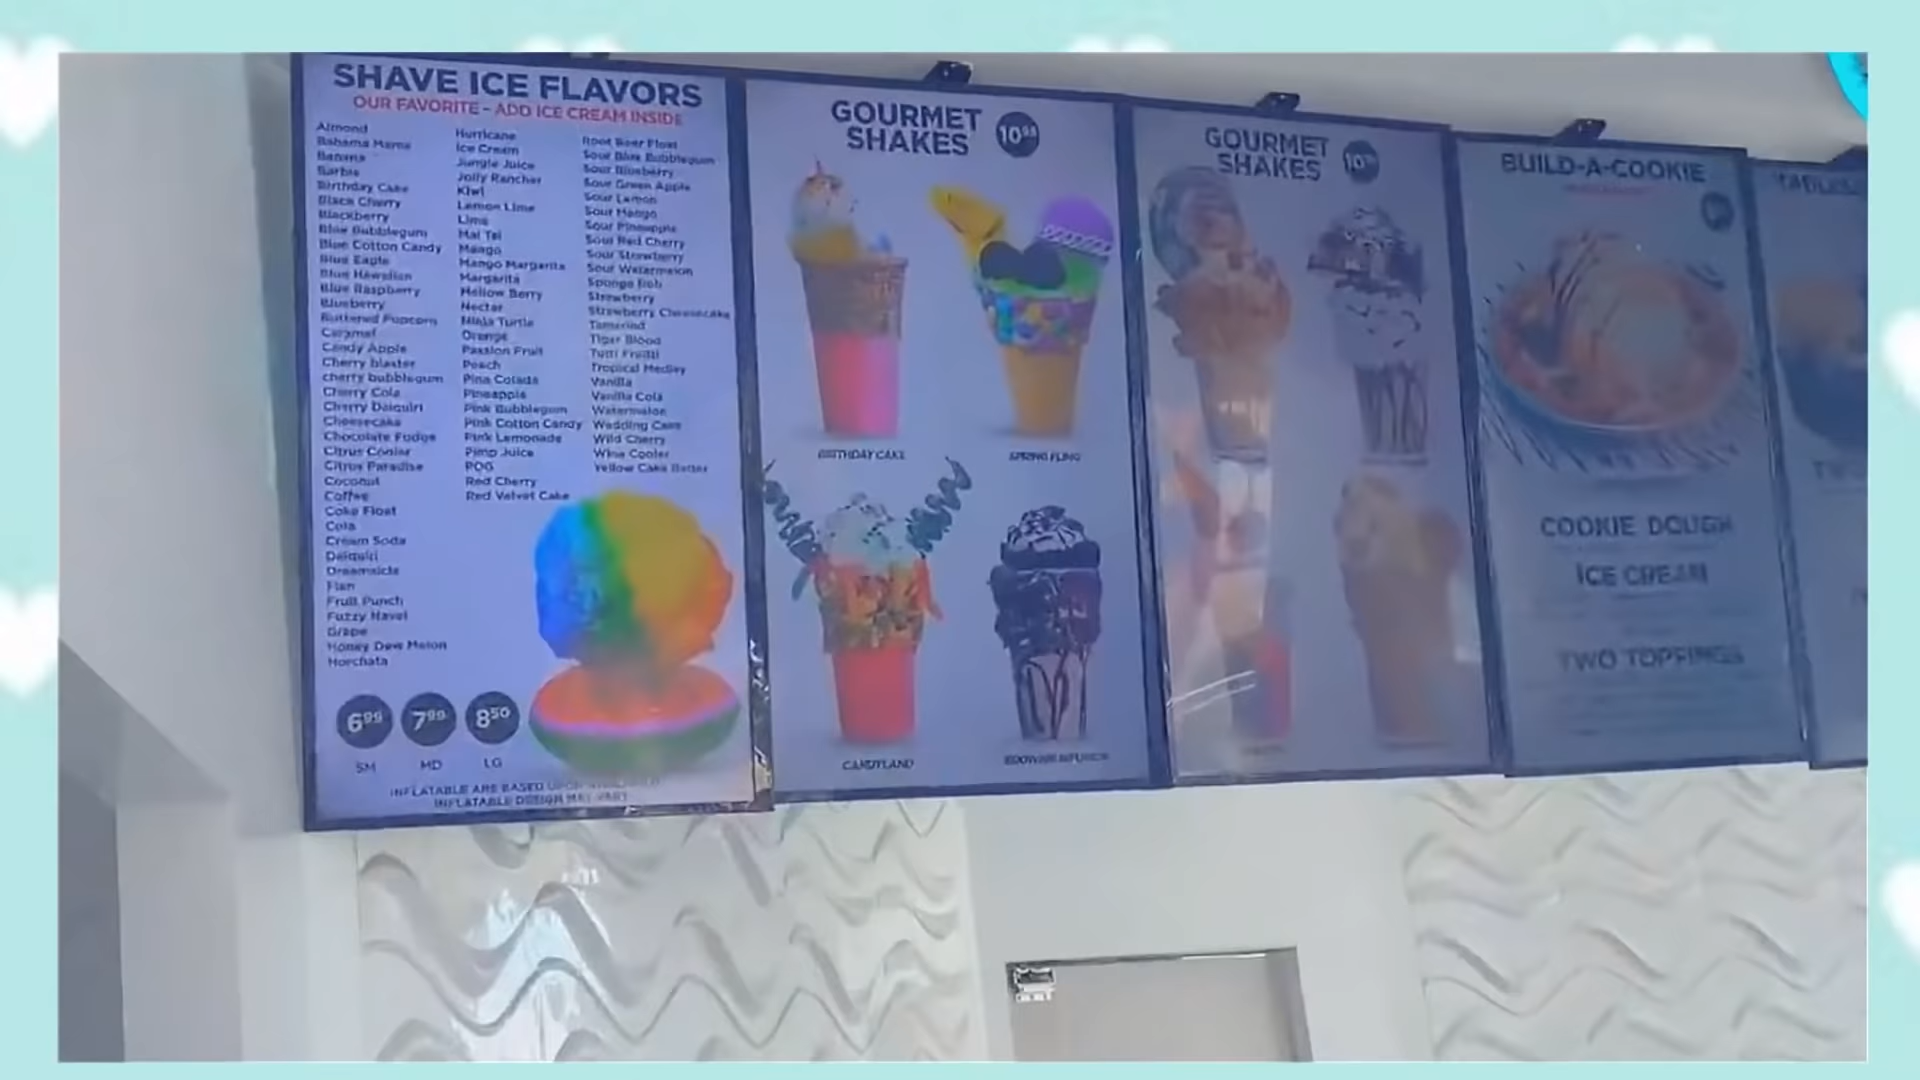 SHAVE ICE FLAVORS
OUR FAVORITE - ADD ICE CREAM INSIDE
Almond
Bahama Mama
Banana
Barbie
Birthday Cake
Black Cherry
Blackberry
Blue Bubblegum
Blue Cotton Candy
Blue Eagle
Blue Hawaiian
Blue Raspberry
Blueberry
Buttered Popcorn
Caramel
Candy Apple
Cherry blaster
cherry bubblegum
Cherry Cola
Cherry Daiquiri
Cheesecake
Chocolate Fudge
Citrus Cooler
Citrus Paradise
Coconut
Coffee
Coke Float
Cola
Cream Soda
Daiquiri
Dreamsicle
Flan
Fruit Punch
Fuzzy Navel
Grape
Honey Dew Melon
Horchata
Hurricane
Ice Cream
Jungle Juice
Jolly Rancher
Kiwi
Lemon Lime
Lime
Mai Tai
Mango
Mango Margarita
Margarita
Mellow Berry
Nectar
Ninja Turtle
Orange
Passion Fruit
Peach
Pina Colada
Pineapple
Pink Bubblegum
Pink Cotton Candy
Pink Lemonade
Pimp Juice
POG
Red Cherry
Red Velvet Cake
Root Beer Float
Sour Blue Bubblegum
Sour Blueberry
Sour Green Apple
Sour Lemon
Sour Mango
Sour Pineapple
Sour Red Cherry
Sour Strawberry
Sour Watermelon
Sponge Bob
Strawberry
Strawberry Cheesecake
Tamarind
Tiger Blood
Tutti Frutti
Tropical Medley
Vanilla
Vanilla Cola
Watermelon
Wedding Cake
Wild Cherry
Wine Cooler
Yellow Cake Batter
6.99 7.99 8.50
SM MD LG
INFLATABLE ARE BASED UPON
INFLATABLE DESIGN MAY VARY
GOURMET
SHAKES
BIRTHDAY CAKE
SPRING FLING
CANDYLAND
GOURMET
SHAKES
BUILD-A-COOKIE
COOKIE DOUGH
ICE CREAM
TWO TOPPINGS